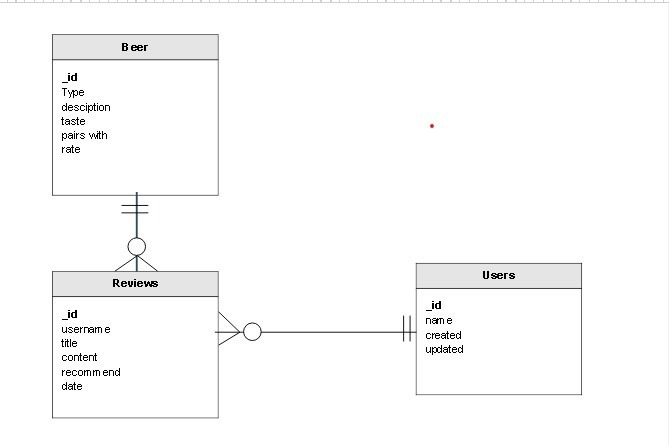 Beer
_id
Type
desciption
taste
pairs with
rate
Reviews
_id
username
title
content
recommend
date
Users
_id
name
created
updated